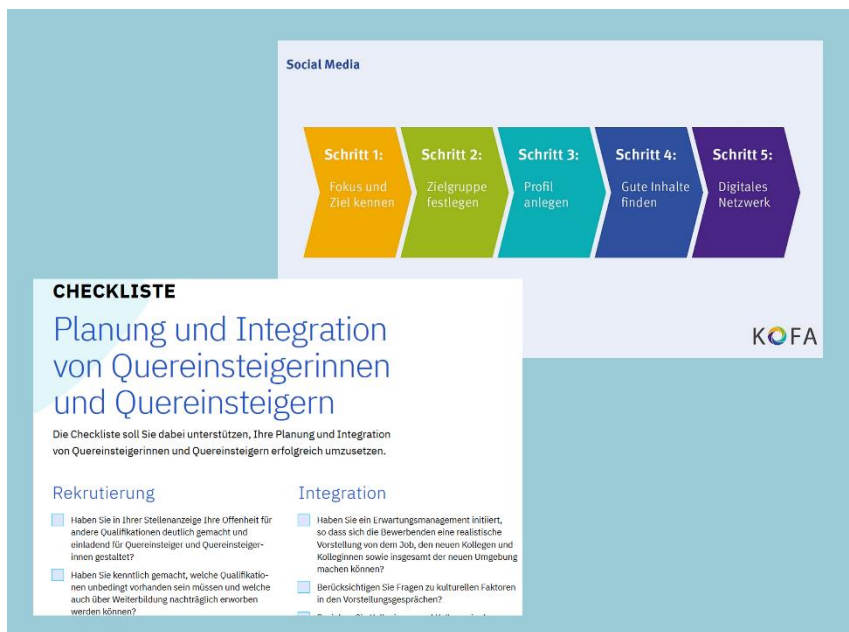 Social Media
Schritt 1:
Fokus und
Ziel kennen
Schritt 2:
Zielgruppe
festlegen
Schritt 3:
Profil
anlegen
Schritt 4:
Gute Inhalte
finden
Schritt 5:
Digitales
Netzwerk
KOFA
CHECKLISTE
Planung und Integration
von Quereinsteigerinnen
und Quereinsteigern
Die Checkliste soll Sie dabei unterstützen, Ihre Planung und Integration
von Quereinsteigerinnen und Quereinsteigern erfolgreich umzusetzen.
Rekrutierung
Haben Sie in Ihrer Stellenanzeige Ihre Offenheit für
andere Qualifikationen deutlich gemacht und
einladend für Quereinsteiger und Quereinsteiger-
innen gestaltet?
Haben Sie kenntlich gemacht, welche Qualifikatio-
nen unbedingt vorhanden sein müssen und welche
auch über Weiterbildung nachträglich erworben
werden können?
Integration
Haben Sie ein Erwartungsmanagement initiiert,
so dass sich die Bewerbenden eine realistische
Vorstellung von dem Job, den neuen Kollegen und
Kolleginnen sowie insgesamt der neuen Umgebung
machen können?
Berücksichtigen Sie Fragen zu kulturellen Faktoren
in den Vorstellungsgesprächen?